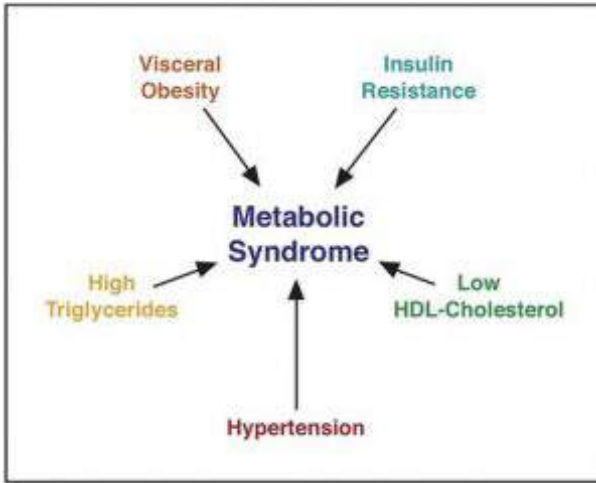 Visceral
Obesity
Insulin
Resistance
Metabolic
Syndrome
High
Triglycerides
Low
HDL-Cholesterol
Hypertension